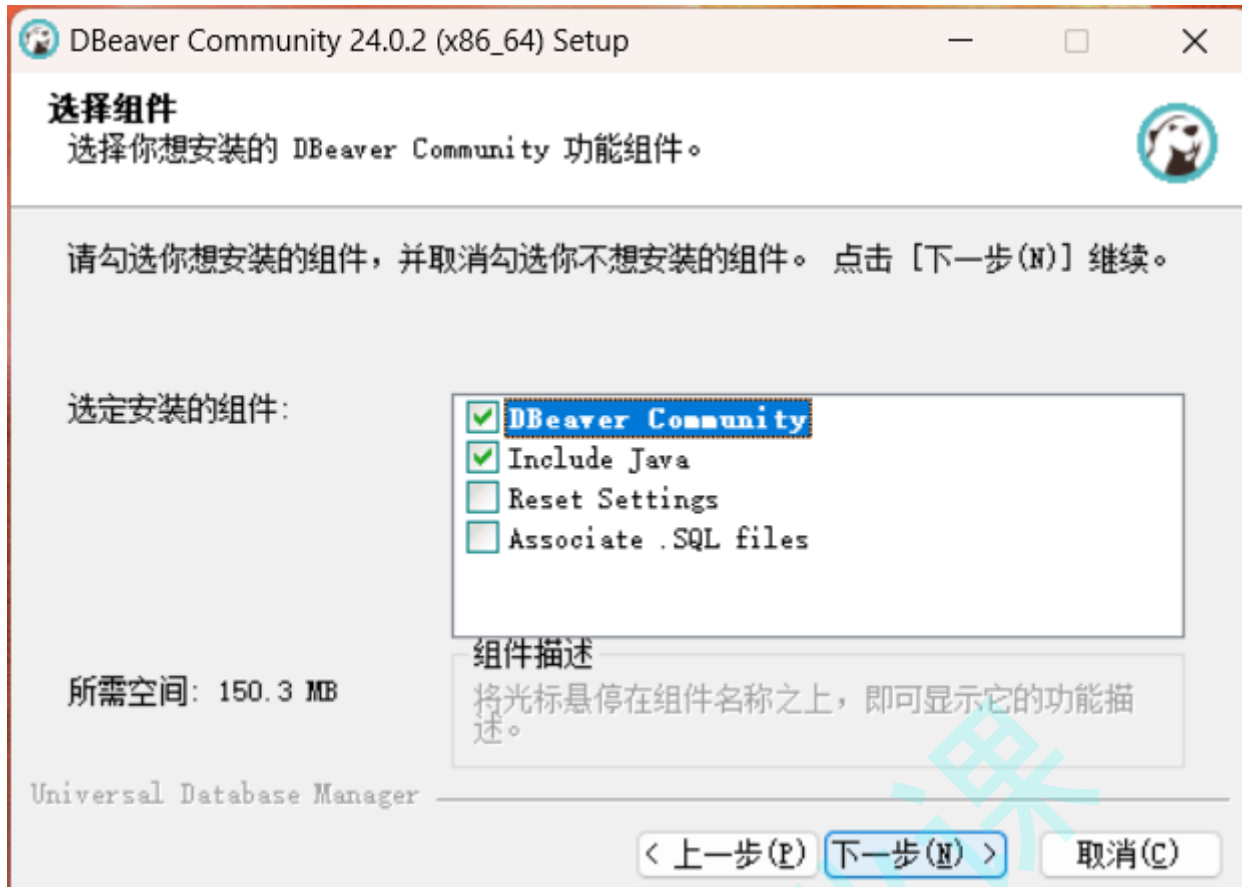 DBeaver Community 24.0.2 (x86_64) Setup
选择组件
选择你想安装的 DBeaver Community 功能组件。
请勾选你想安装的组件，并取消勾选你不想安装的组件。 点击 [下一步(N)] 继续。
选定安装的组件:
DBeaver Community
Include Java
Reset Settings
Associate .SQL files
所需空间: 150.3 MB
组件描述
将光标悬停在组件名称之上，即可显示它的功能描
述。
Universal Database Manager
< 上一步(P) 下一步(N) > 取消(C)